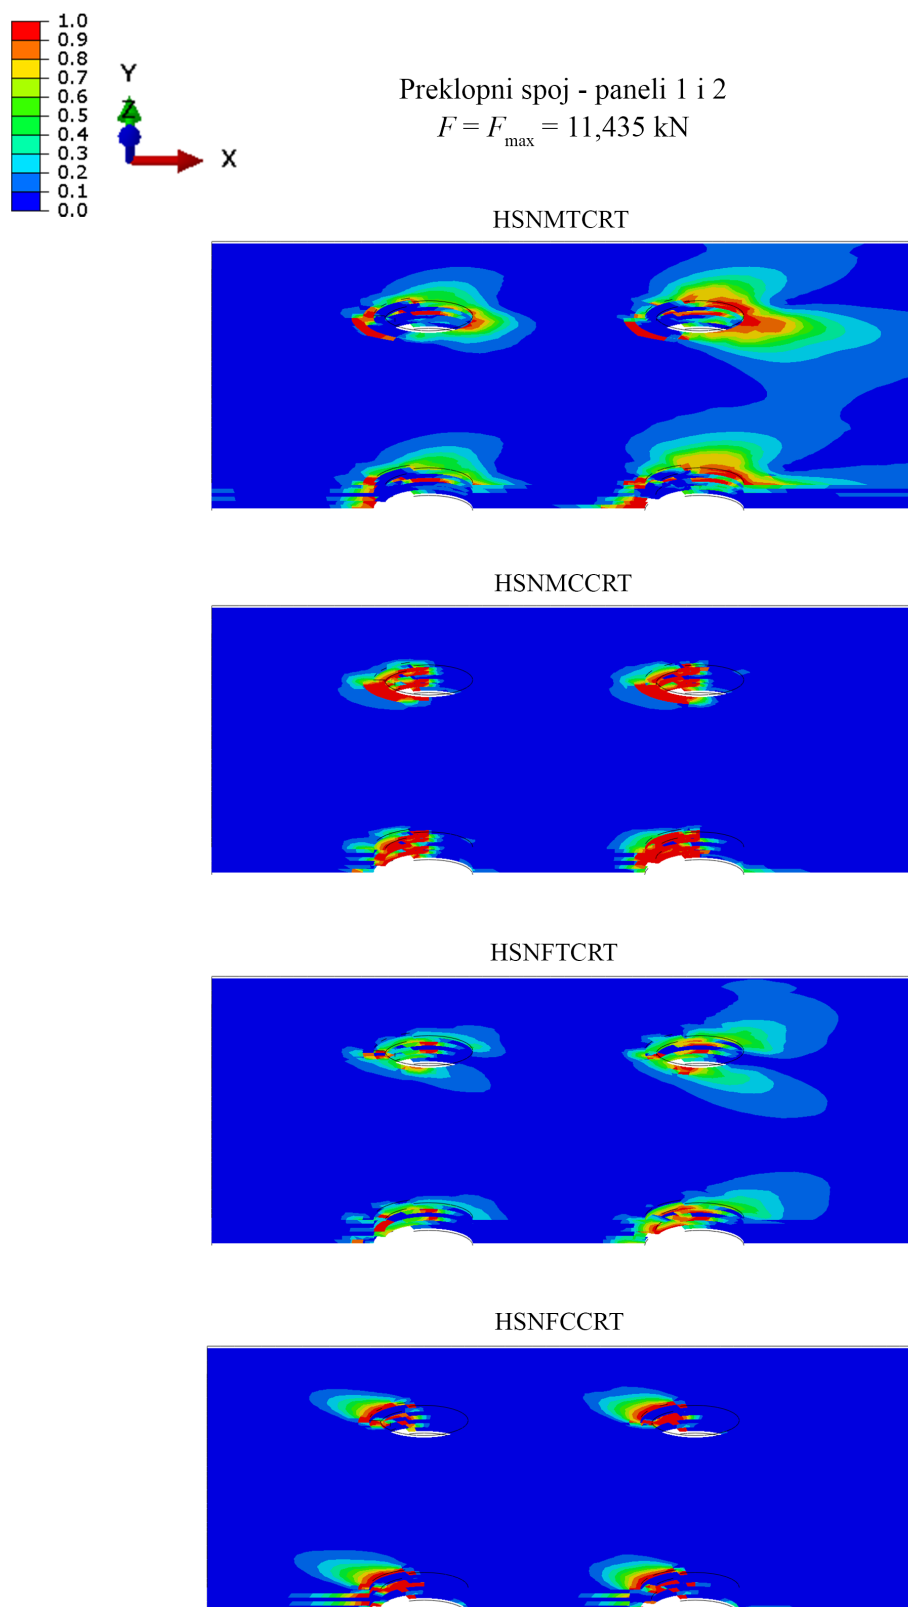 1.0
0.9
0.8
0.7
0.6
0.5
0.4
0.3
0.2
0.1
0.0
Y
Z
X
Preklopni spoj - paneli 1 i 2
F = Fmax = 11,435 kN
HSNMTCRT
HSNMCCRT
HSNFTCRT
HSNFCCRT